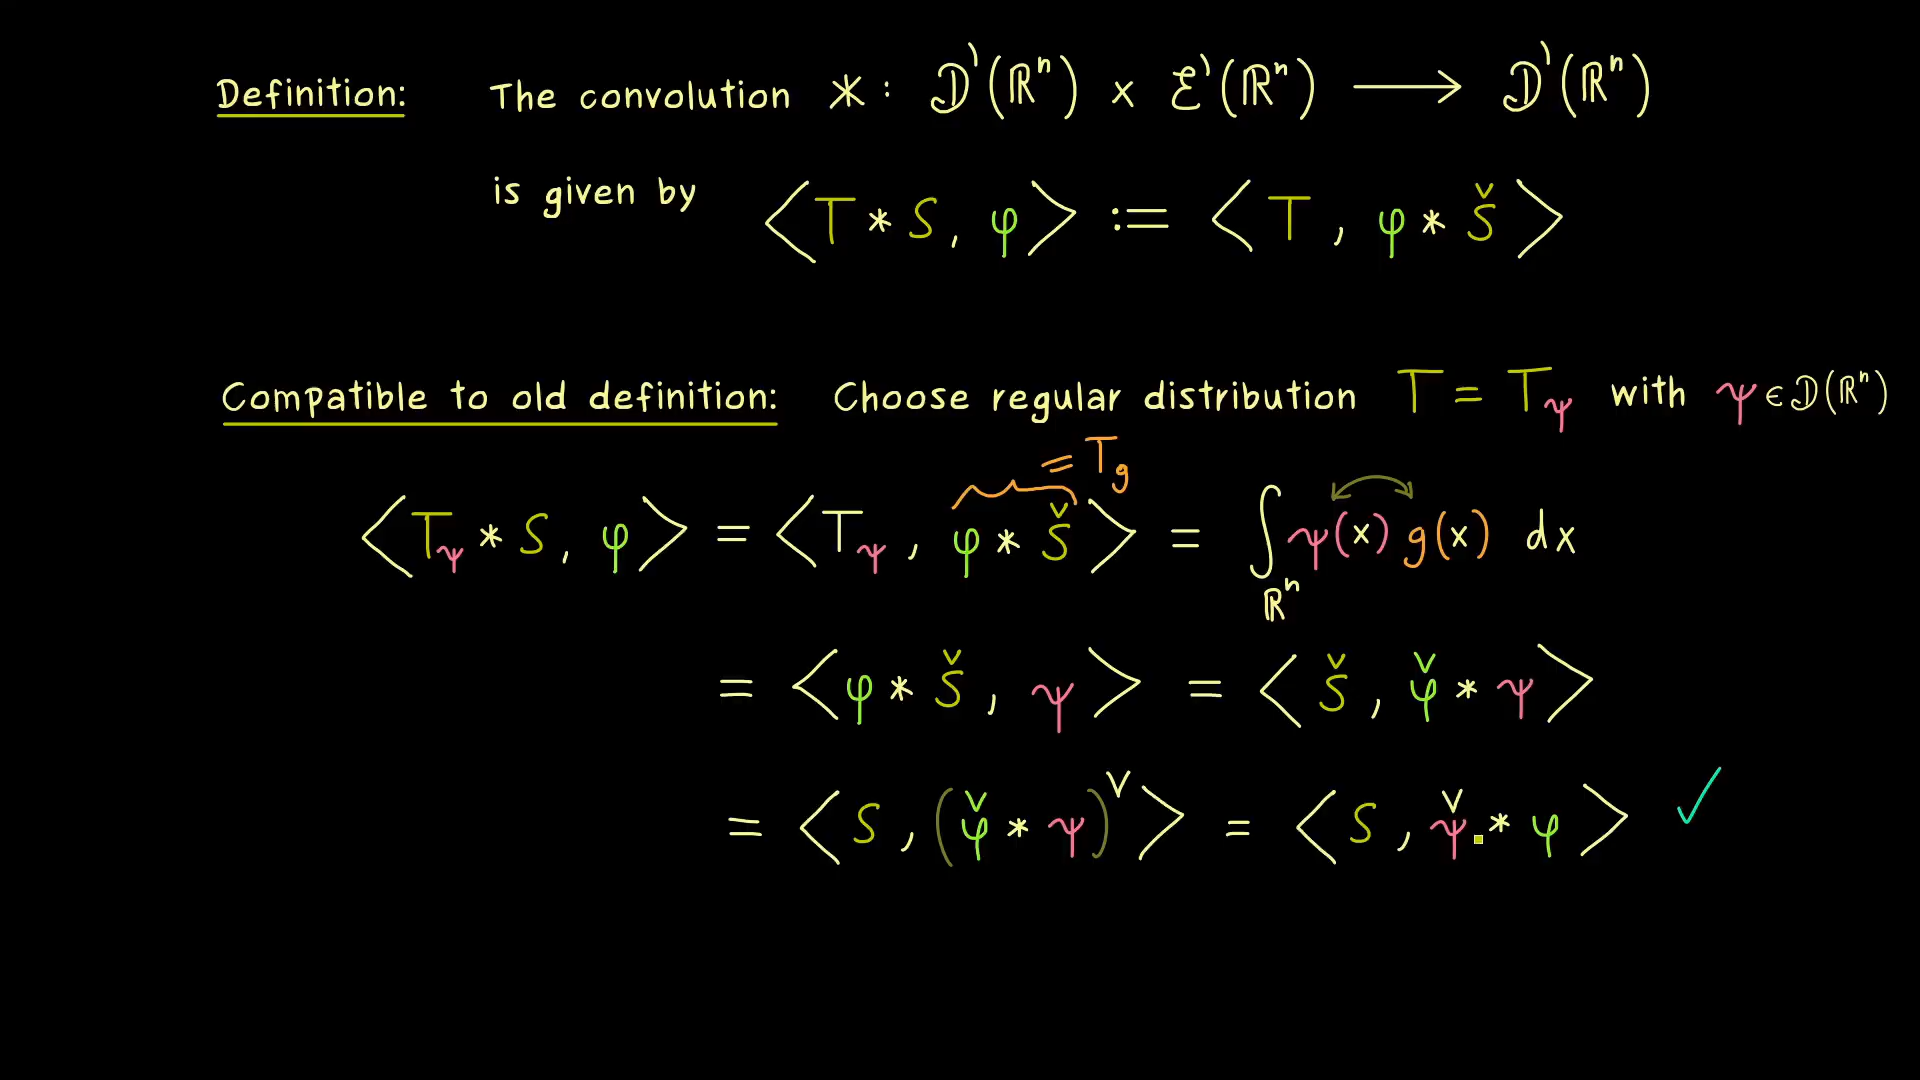 Definition: The convolution * : 𝒟'(ℝⁿ) × ℰ'(ℝⁿ) ⟶ 𝒟'(ℝⁿ)
is given by ⟨T * S, φ⟩ := ⟨T, φ * Š⟩
Compatible to old definition: Choose regular distribution T = T_ψ with ψ ∈ 𝒟(ℝⁿ)
= T_g
⟨T_ψ * S, φ⟩ = ⟨T_ψ, φ * Š⟩ = ∫_ℝⁿ ψ(x) g(x) dx
= ⟨φ * Š, ψ⟩ = ⟨Š, φ̌ * ψ⟩
= ⟨S, (φ̌ * ψ)ˇ⟩ = ⟨S, ψ̌ * φ⟩ ✓